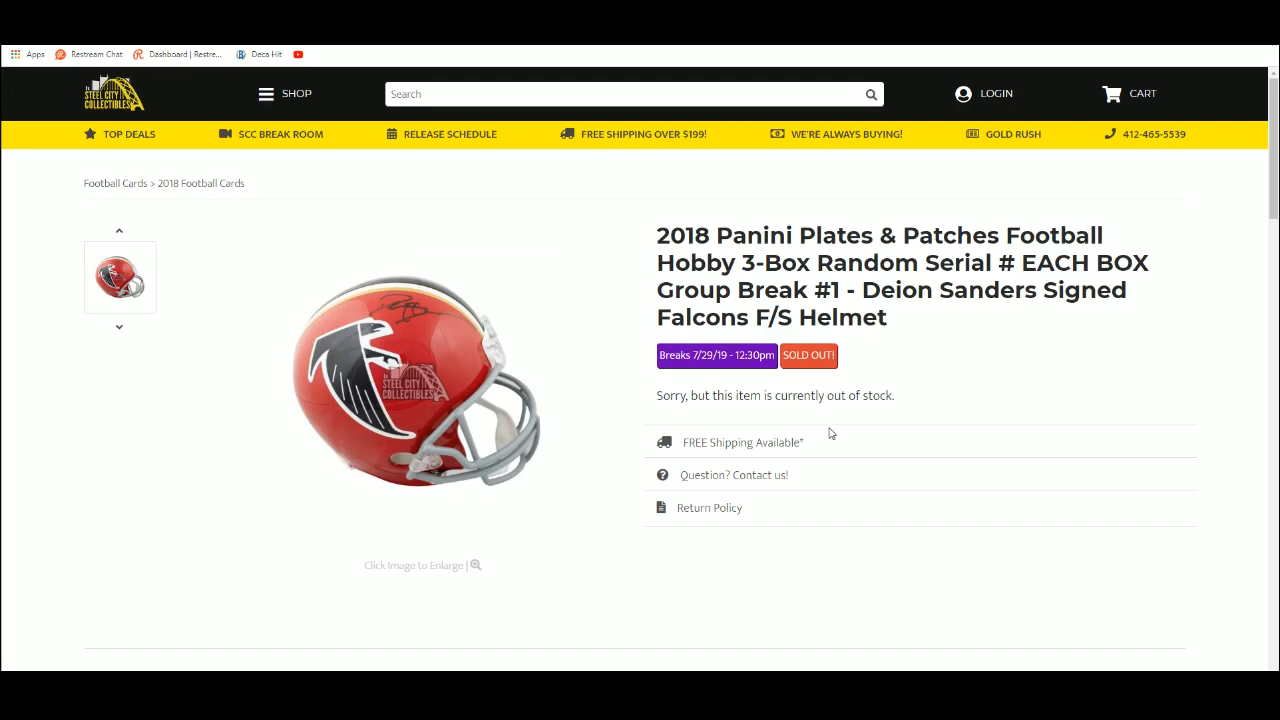 Apps Restream Chat Dashboard | Restre... Deca Hit
STEEL CITY
COLLECTIBLES
SHOP
Search
LOGIN
CART
TOP DEALS
SCC BREAK ROOM
RELEASE SCHEDULE
FREE SHIPPING OVER $199!
WE'RE ALWAYS BUYING!
GOLD RUSH
412-465-5539
Football Cards > 2018 Football Cards
2018 Panini Plates & Patches Football
Hobby 3-Box Random Serial # EACH BOX
Group Break #1 - Deion Sanders Signed
Falcons F/S Helmet
Breaks 7/29/19 - 12:30pm SOLD OUT!
Sorry, but this item is currently out of stock.
FREE Shipping Available*
Question? Contact us!
Return Policy
STEEL CITY
COLLECTIBLES
Click Image to Enlarge |